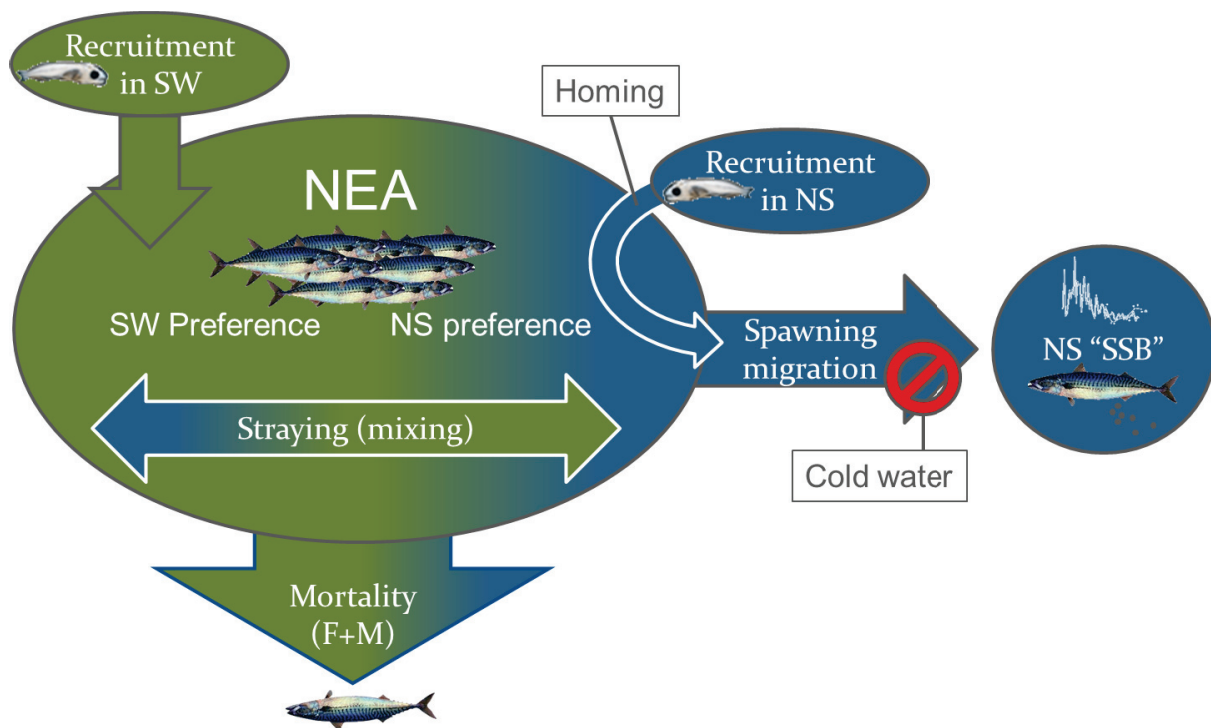 Recruitment
in SW
Homing
Recruitment
in NS
NEA
SW Preference
NS preference
Spawning
migration
NS “SSB”
Straying (mixing)
Cold water
Mortality
(F+M)